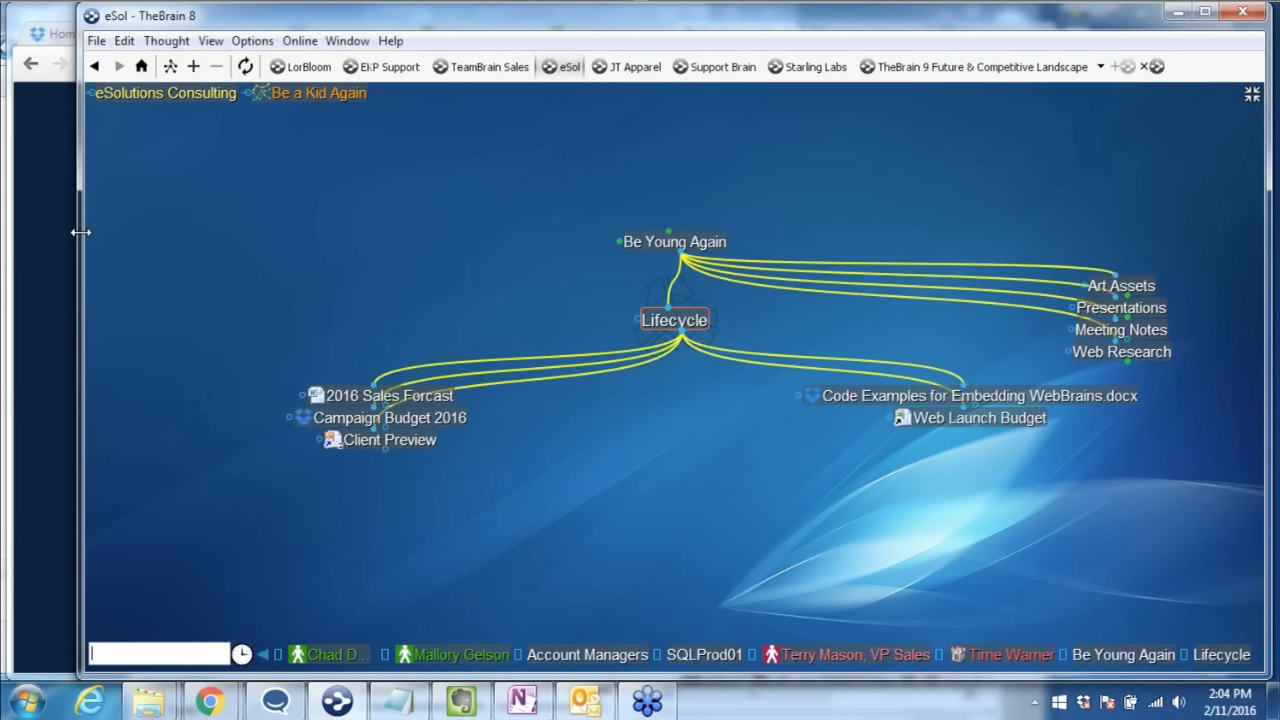 eSol - TheBrain 8
Hom
File Edit Thought View Options Online Window Help
LorBloom EKP Support TeamBrain Sales eSol JT Apparel Support Brain Starling Labs TheBrain 9 Future & Competitive Landscape
eSolutions Consulting Be a Kid Again
Be Young Again
Art Assets
Presentations
Lifecycle
Meeting Notes
Web Research
2016 Sales Forcast
Code Examples for Embedding WebBrains.docx
Campaign Budget 2016
Web Launch Budget
Client Preview
Chad D... Mallory Gelson Account Managers SQLProd01 Terry Mason, VP Sales Time Warner Be Young Again Lifecycle
2:04 PM
2/11/2016